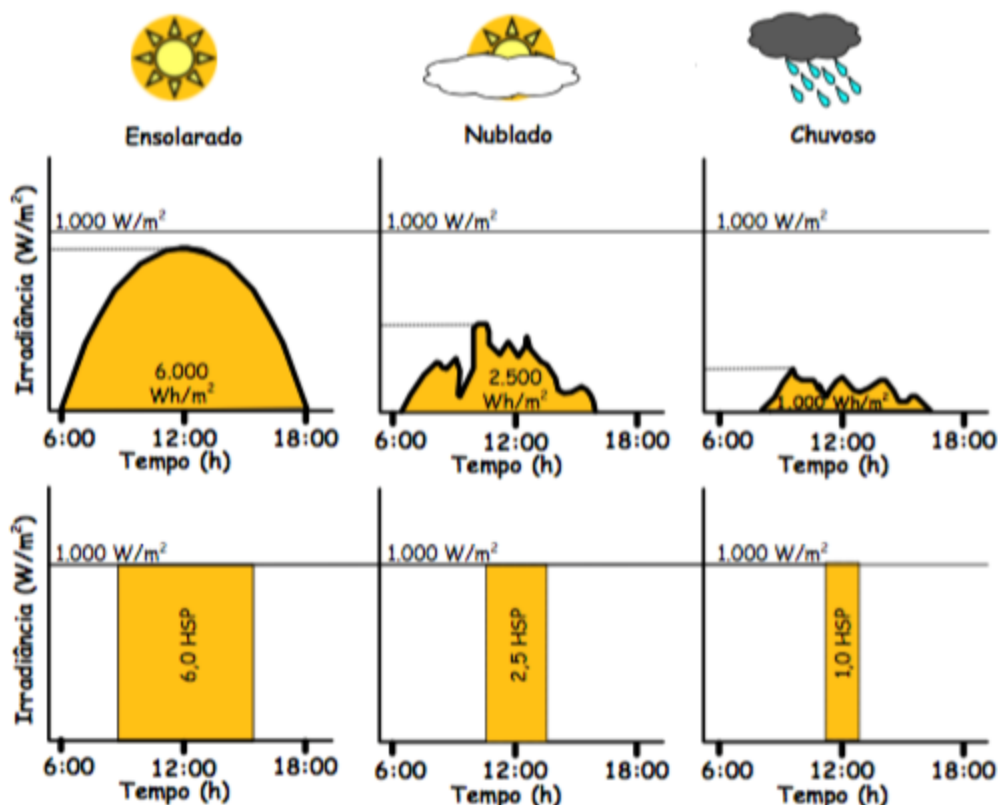 Ensolarado
Nublado
Chuvoso
Irradiância (W/m²)
1.000 W/m²
1.000 W/m²
1.000 W/m²
6.000
Wh/m²
2.500
Wh/m²
1.000 Wh/m²
6:00 12:00 18:00
6:00 12:00 18:00
6:00 12:00 18:00
Tempo (h)
Tempo (h)
Tempo (h)
Irradiância (W/m²)
1.000 W/m²
1.000 W/m²
1.000 W/m²
6,0 HSP
2,5 HSP
1,0 HSP
6:00 12:00 18:00
6:00 12:00 18:00
6:00 12:00 18:00
Tempo (h)
Tempo (h)
Tempo (h)